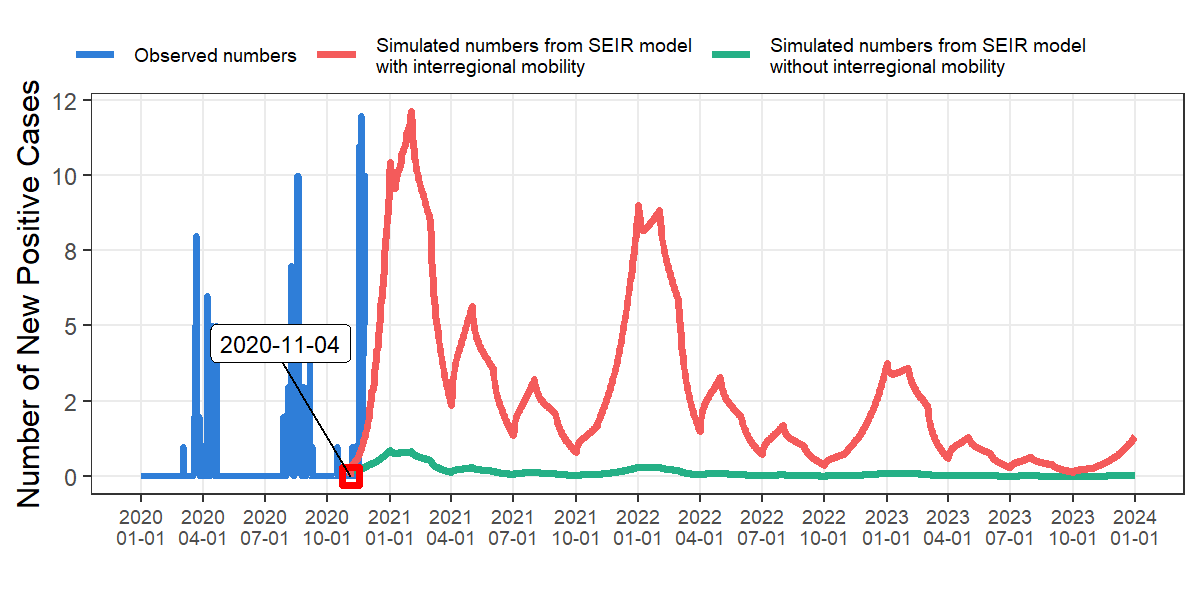 Observed numbers
Simulated numbers from SEIR model
with interregional mobility
Simulated numbers from SEIR model
without interregional mobility
Number of New Positive Cases
12
10
8
5
2
0
2020-11-04
2020 2020 2020 2020 2021 2021 2021 2021 2022 2022 2022 2022 2023 2023 2023 2023 2024
01-01 04-01 07-01 10-01 01-01 04-01 07-01 10-01 01-01 04-01 07-01 10-01 01-01 04-01 07-01 10-01 01-01